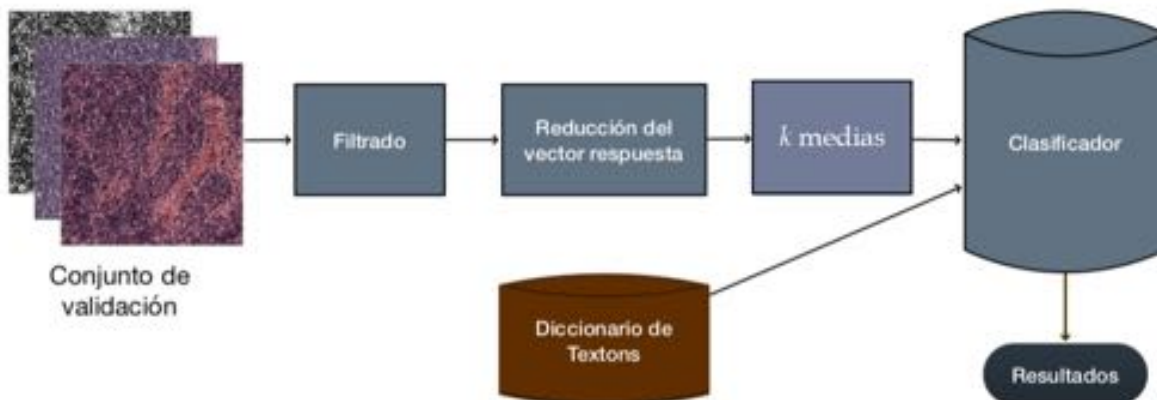 Conjunto de
validación
Filtrado
Reducción del
vector respuesta
k medias
Clasificador
Diccionario de
Textons
Resultados